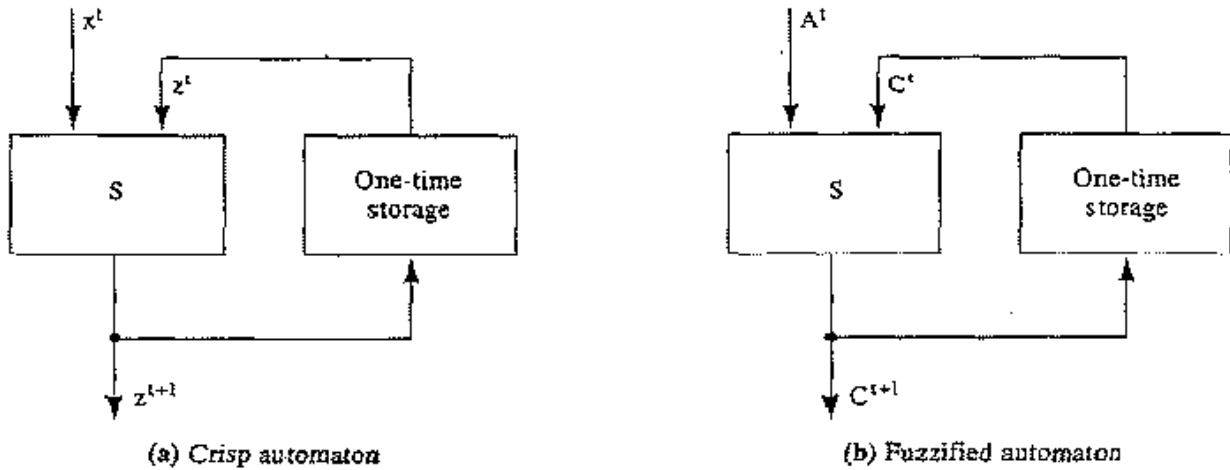 x^t
z^t
S
One-time
storage
z^{t+1}
(a) Crisp automaton
A^t
C^t
S
One-time
storage
C^{t+1}
(b) Fuzzified automaton